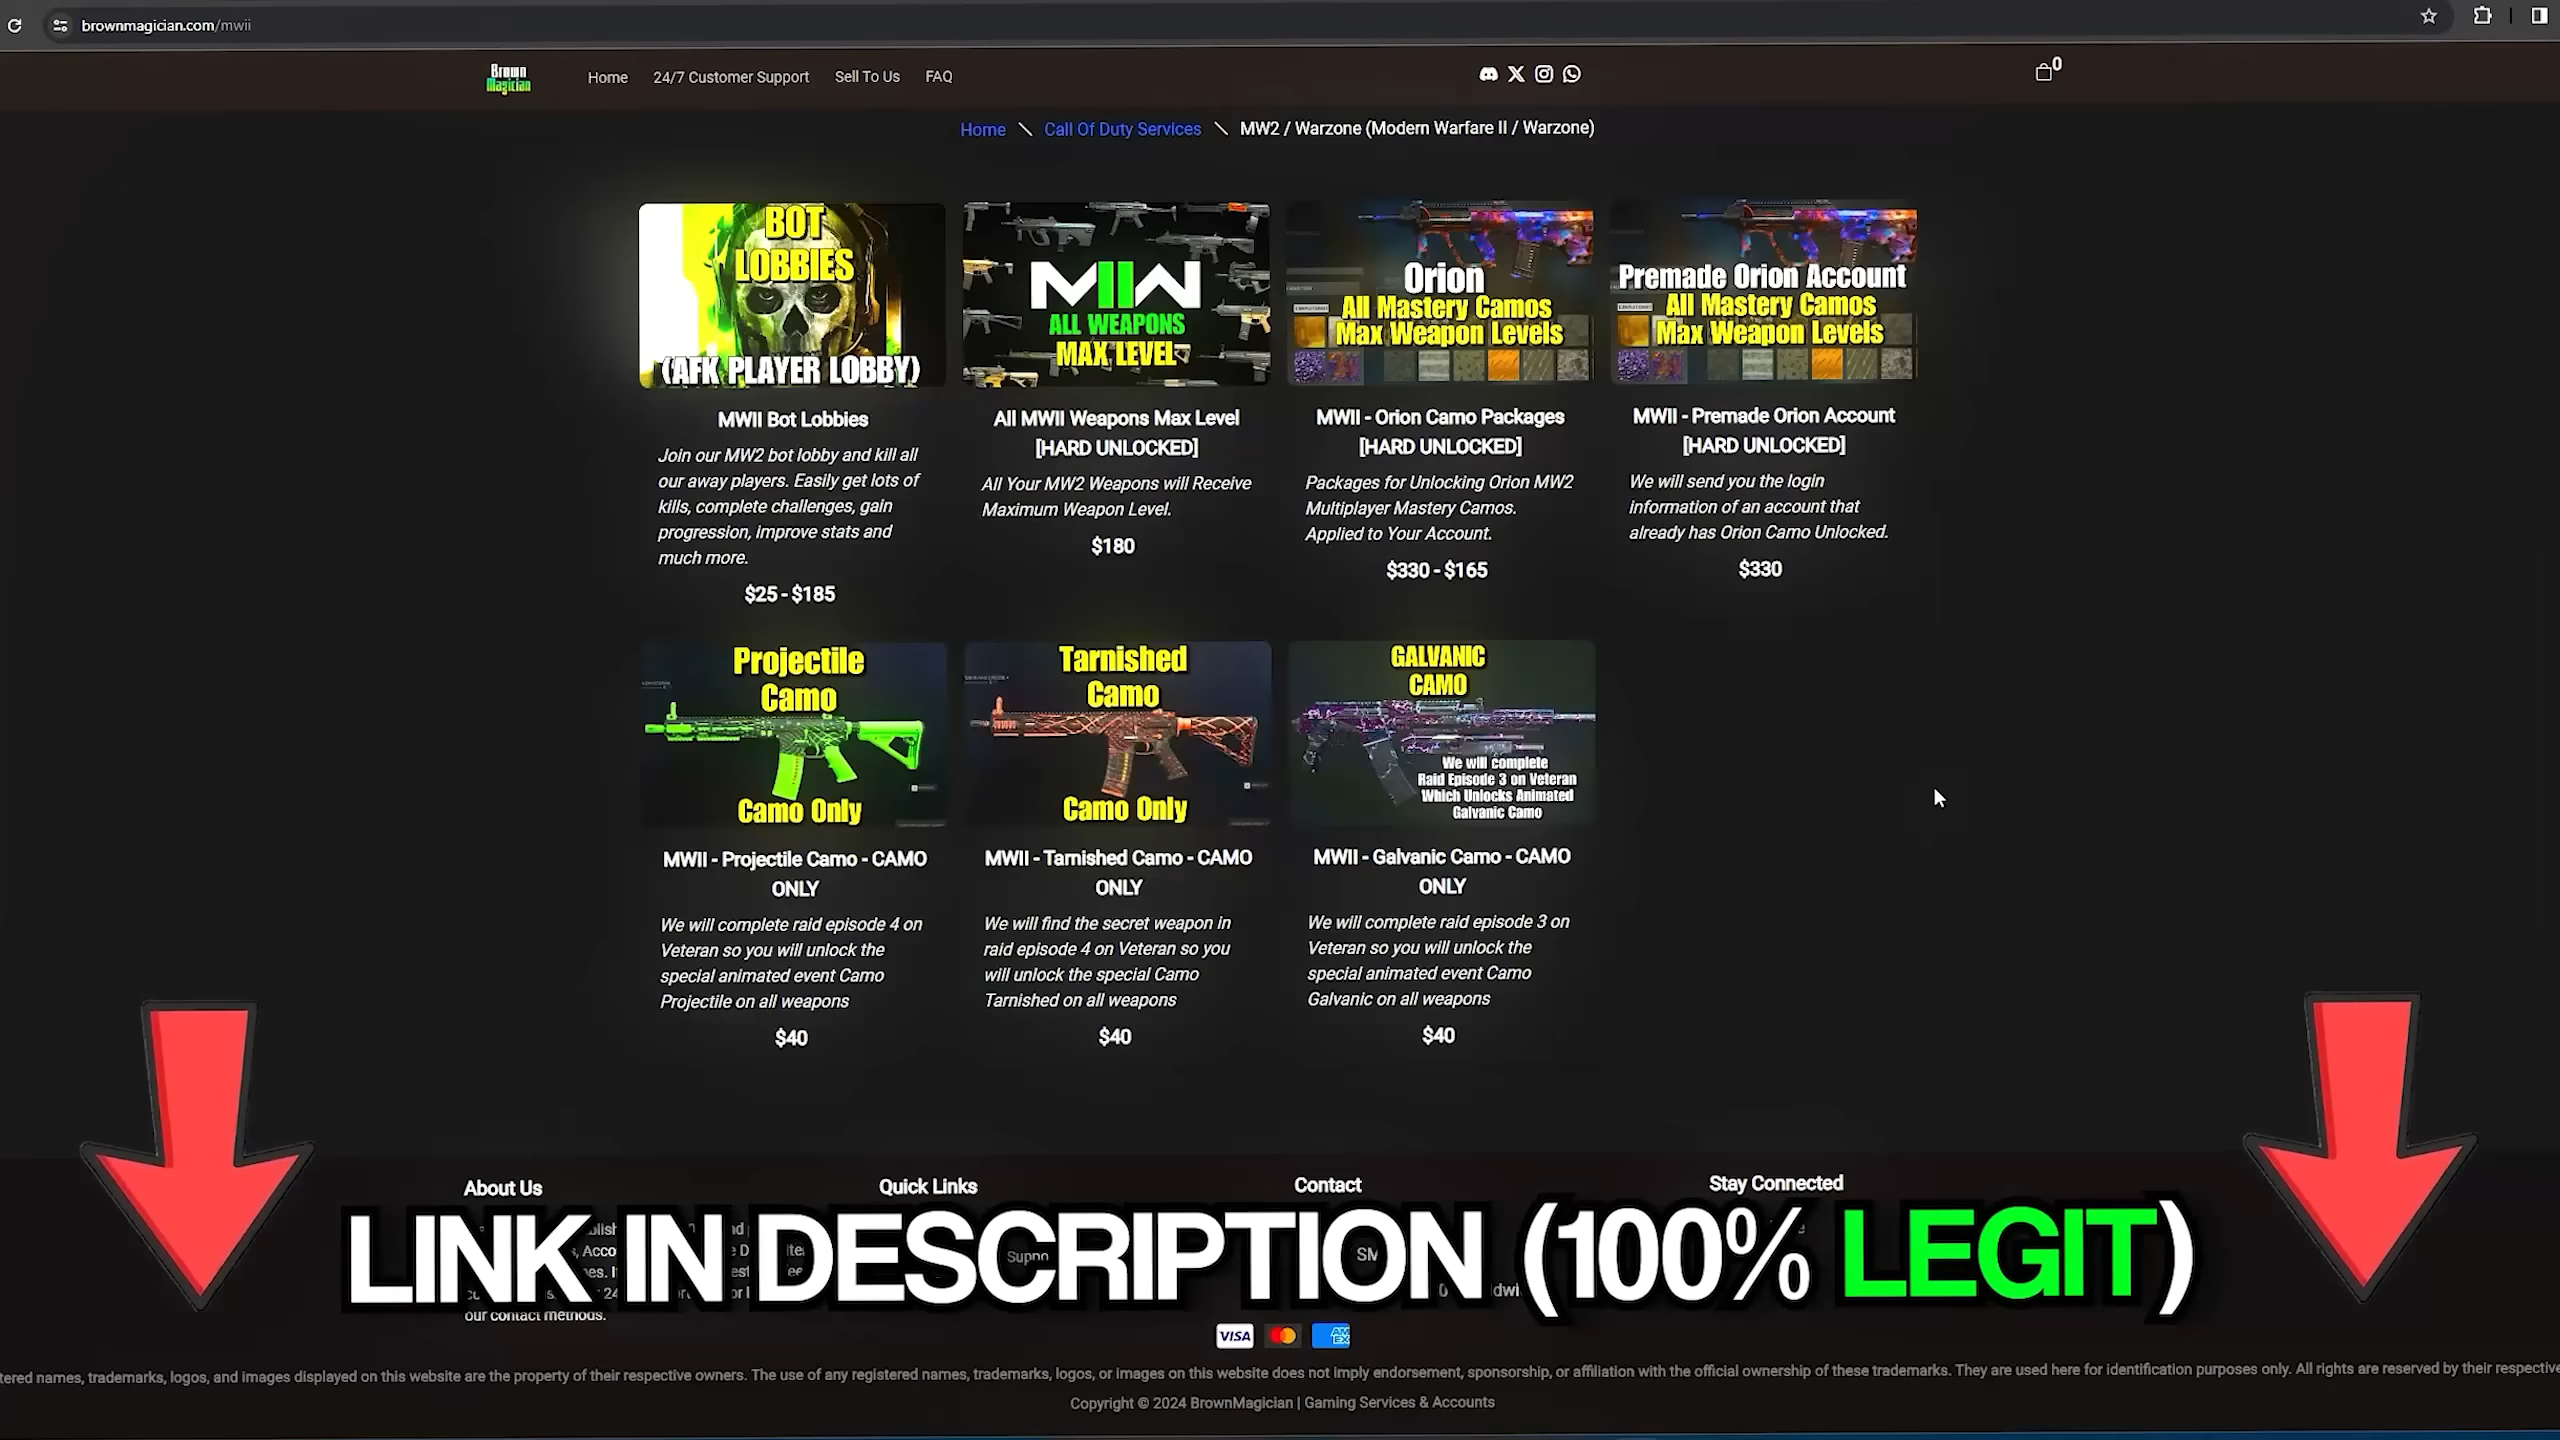 brownmagician.com/mwii
Brown
Magician
Home
24/7 Customer Support
Sell To Us
FAQ
0
Home \ Call Of Duty Services \ MW2 / Warzone (Modern Warfare II / Warzone)
BOT
LOBBIES
(AFK PLAYER LOBBY)
MWII Bot Lobbies
Join our MW2 bot lobby and kill all
our away players. Easily get lots of
kills, complete challenges, gain
progression, improve stats and
much more.
$25 - $185
MIIW
ALL WEAPONS
MAX LEVEL
All MWII Weapons Max Level
[HARD UNLOCKED]
All Your MW2 Weapons will Receive
Maximum Weapon Level.
$180
Orion
All Mastery Camos
Max Weapon Levels
MWII - Orion Camo Packages
[HARD UNLOCKED]
Packages for Unlocking Orion MW2
Multiplayer Mastery Camos.
Applied to Your Account.
$330 - $165
Premade Orion Account
All Mastery Camos
Max Weapon Levels
MWII - Premade Orion Account
[HARD UNLOCKED]
We will send you the login
information of an account that
already has Orion Camo Unlocked.
$330
Projectile
Camo
Camo Only
MWII - Projectile Camo - CAMO
ONLY
We will complete raid episode 4 on
Veteran so you will unlock the
special animated event Camo
Projectile on all weapons
$40
Tarnished
Camo
Camo Only
MWII - Tarnished Camo - CAMO
ONLY
We will find the secret weapon in
raid episode 4 on Veteran so you
will unlock the special Camo
Tarnished on all weapons
$40
GALVANIC
CAMO
We will complete
Raid Episode 3 on Veteran
Which Unlocks Animated
Galvanic Camo
MWII - Galvanic Camo - CAMO
ONLY
We will complete raid episode 3 on
Veteran so you will unlock the
special animated event Camo
Galvanic on all weapons
$40
About Us
Quick Links
Contact
Stay Connected
LINK IN DESCRIPTION (100% LEGIT)
our contact methods.
VISA
AM
EX
tered names, trademarks, logos, and images displayed on this website are the property of their respective owners. The use of any registered names, trademarks, logos, or images on this website does not imply endorsement, sponsorship, or affiliation with the official ownership of these trademarks. They are used here for identification purposes only. All rights are reserved by their respective
Copyright © 2024 BrownMagician | Gaming Services & Accounts